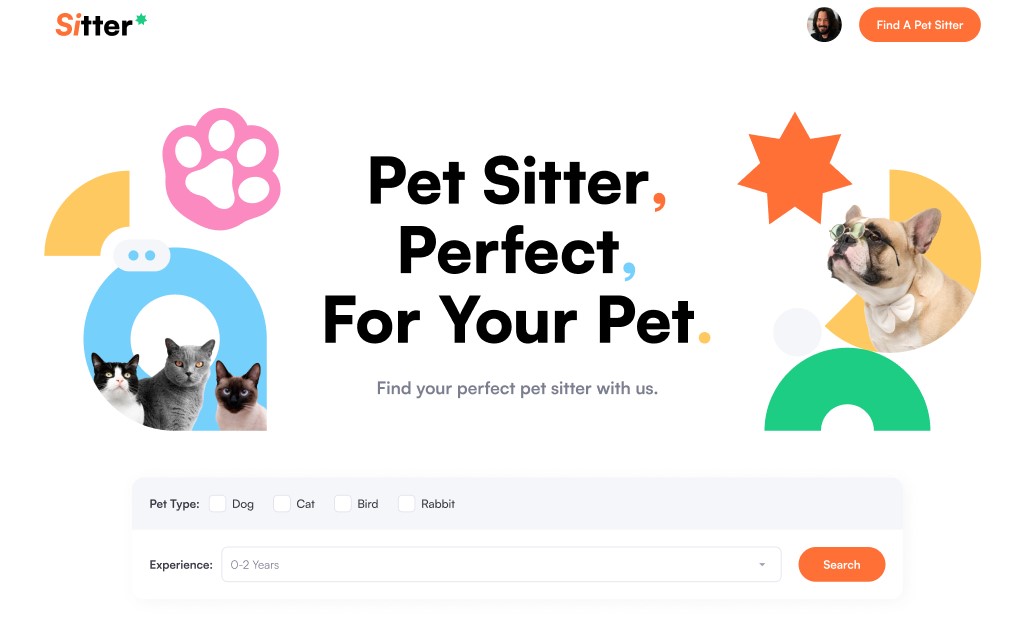 Sitter
Find A Pet Sitter
Pet Sitter,
Perfect,
For Your Pet.
Find your perfect pet sitter with us.
Pet Type: Dog Cat Bird Rabbit
Experience: 0-2 Years Search